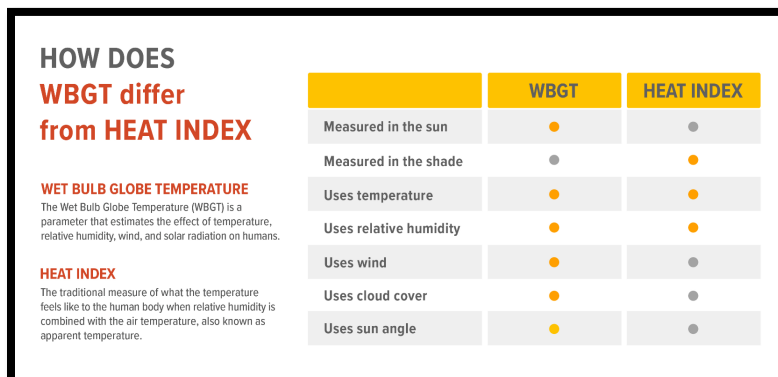 HOW DOES
WBGT differ
from HEAT INDEX
WET BULB GLOBE TEMPERATURE
The Wet Bulb Globe Temperature (WBGT) is a
parameter that estimates the effect of temperature,
relative humidity, wind, and solar radiation on humans.
HEAT INDEX
The traditional measure of what the temperature
feels like to the human body when relative humidity is
combined with the air temperature, also known as
apparent temperature.
WBGT HEAT INDEX
Measured in the sun
Measured in the shade
Uses temperature
Uses relative humidity
Uses wind
Uses cloud cover
Uses sun angle